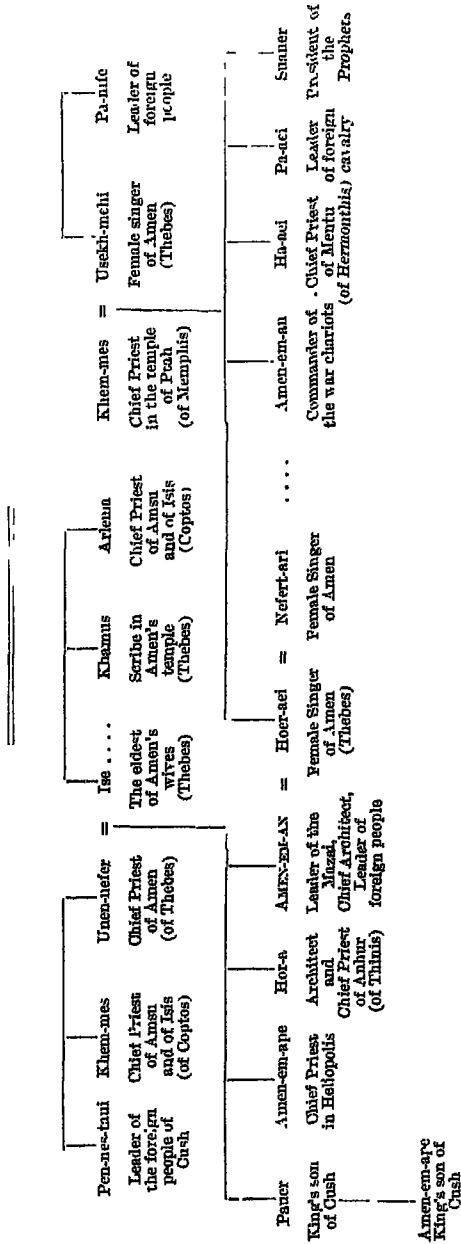 Pen-nes-taui
Leader of
the foreign
people of
Cush
Khem-mes
Chief Priest
of Amsu
and of Isis
(of Coptos)
Unen-nefer
Chief Priest
of Amen
(of Thebes)
=
Ise ....
The eldest
of Amen's
wives
(Thebes)
Khamus
Scribe in
Amen's
temple
(Thebes)
Arlemn
Chief Priest
of Amsu
and of Isis
(Coptos)
Khem-mes
Chief Priest
in the temple
of Ptah
(of Memphis)
=
Usekh-mehi
Female singer
of Amen
(Thebes)
Pa-nife
Leader of
foreign
people
Pauer
King's son
of Cush
Amen-em-ape
Chief Priest
in Heliopolis
Hor-a
Architect
and
Chief Priest
of Anhur
(of Thinis)
AMEN-EM-AN
Leader of the
Mazai,
Chief Architect,
Leader of
foreign people
=
Hoer-aei
Female Singer
of Amen
(Thebes)
=
Nefert-ari
Female Singer
of Amen
....
Amen-em-an
Commander of
the war chariots
Ha-aei
Chief Priest
of Mentu
(of Hermonthis)
Pa-aei
Leader
of foreign
cavalry
Suaner
President of
the
Prophets
Amen-em-ape
King's son of
Cush